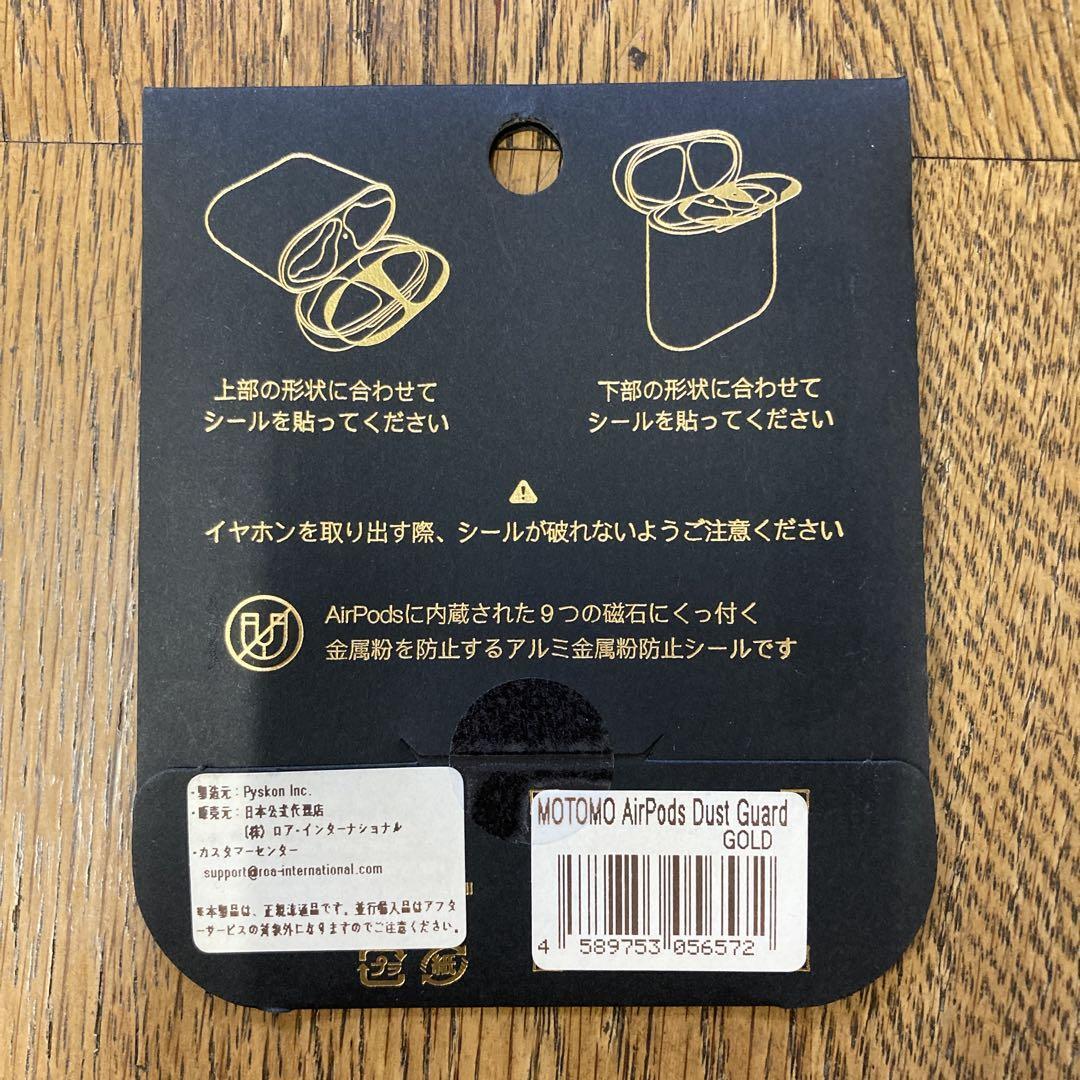 上部の形状に合わせて
シールを貼ってください
下部の形状に合わせて
シールを貼ってください
イヤホンを取り出す際、シールが破れないようご注意ください
AirPodsに内蔵された9つの磁石にくっ付く
金属粉を防止するアルミ金属粉防止シールです
・製造元：Pyskon Inc.
・販売元：日本公式代理店
(株) ロア・インターナショナル
・カスタマーセンター
support@roa-international.com
※本製品は、正規流通品です。並行輸入品はアフタ
ーサービスの対象外になりますのでご注意ください。
MOTOMO AirPods Dust Guard
GOLD
4 589753 056572
プラ
紙